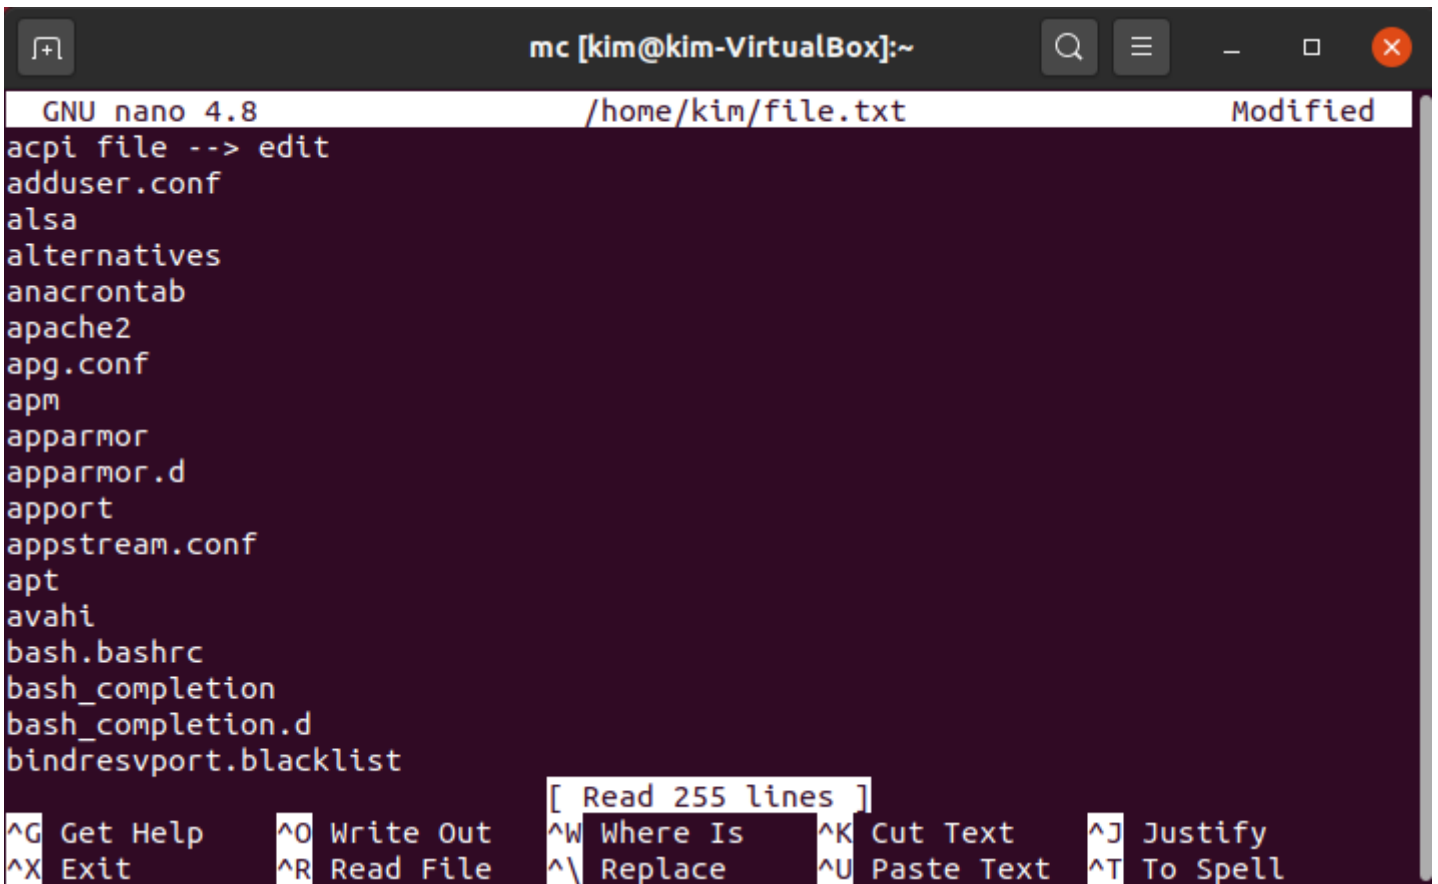 mc [kim@kim-VirtualBox]:~
GNU nano 4.8 /home/kim/file.txt Modified
acpi file --> edit
adduser.conf
alsa
alternatives
anacrontab
apache2
apg.conf
apm
apparmor
apparmor.d
apport
appstream.conf
apt
avahi
bash.bashrc
bash_completion
bash_completion.d
bindresvport.blacklist
[ Read 255 lines ]
^G Get Help ^O Write Out ^W Where Is ^K Cut Text ^J Justify
^X Exit ^R Read File ^\ Replace ^U Paste Text ^T To Spell